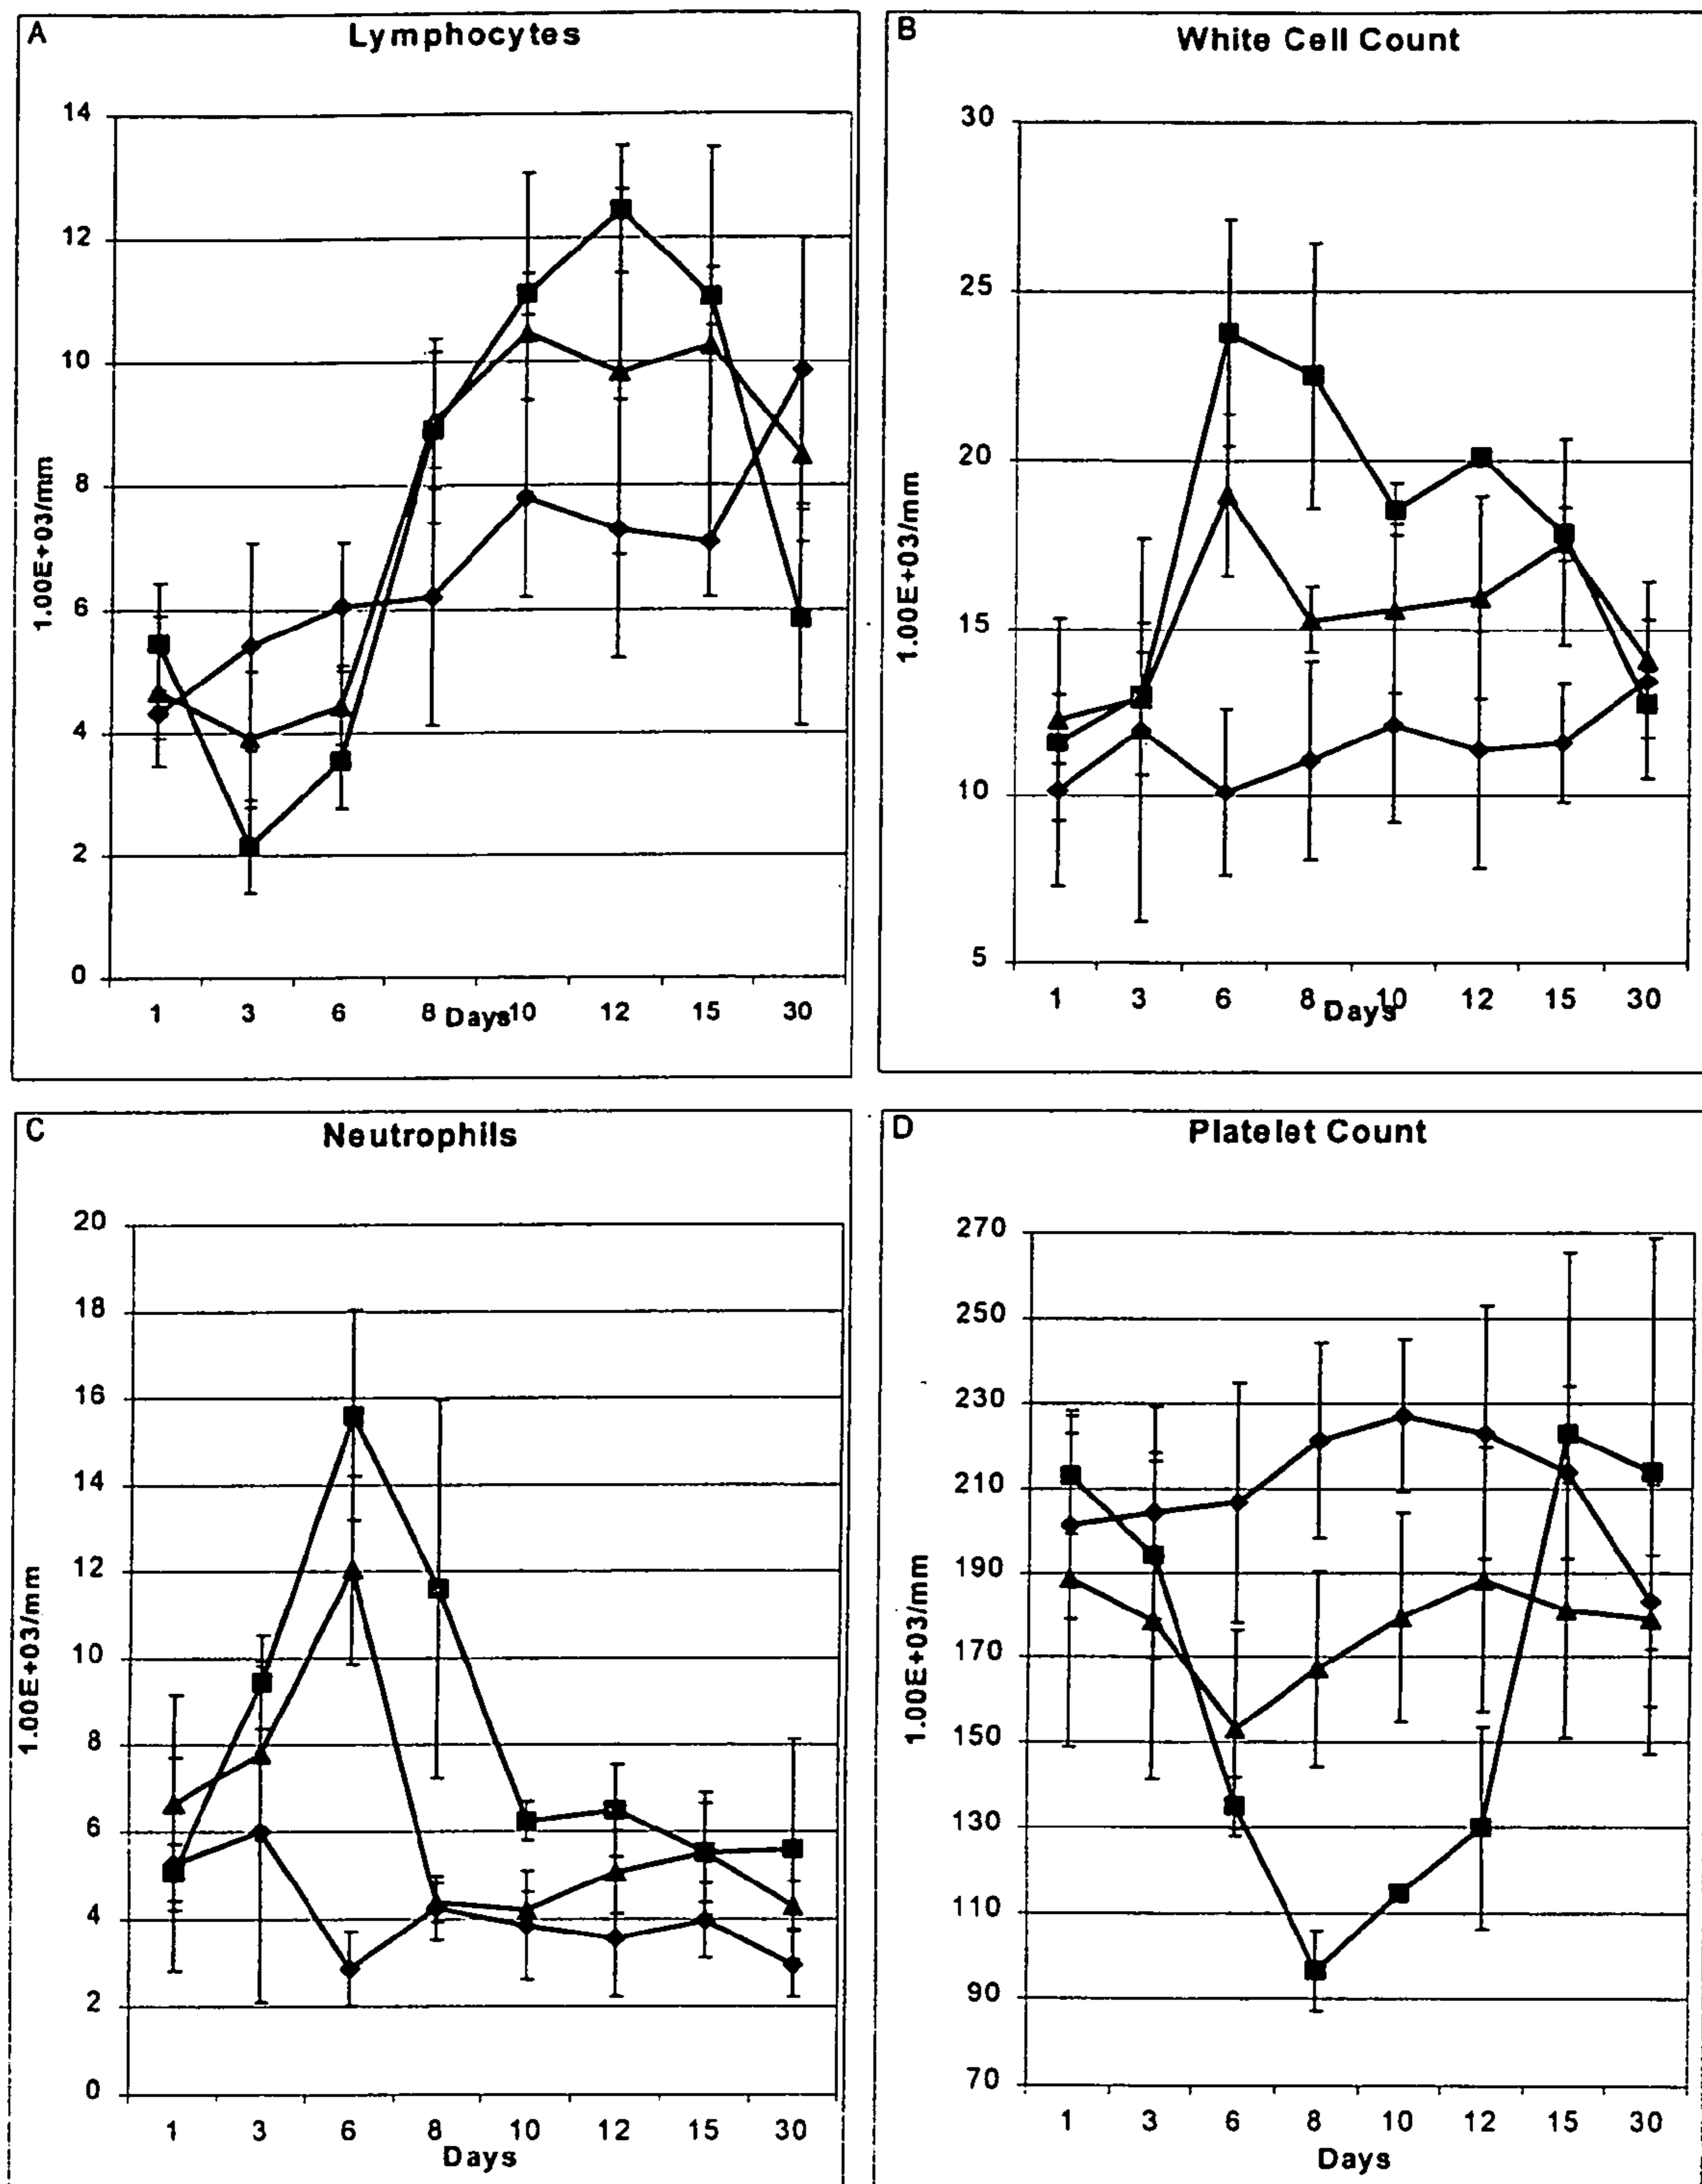 A
Lymphocytes
14
12
10
8
6
4
2
0
1.00E+03/mm
1 3 6 8 10 12 15 30
Days
B
White Cell Count
30
25
20
15
10
5
1.00E+03/mm
1 3 6 8 10 12 15 30
Days
C
Neutrophils
20
18
16
14
12
10
8
6
4
2
0
1.00E+03/mm
1 3 6 8 10 12 15 30
Days
D
Platelet Count
270
250
230
210
190
170
150
130
110
90
70
1.00E+03/mm
1 3 6 8 10 12 15 30
Days